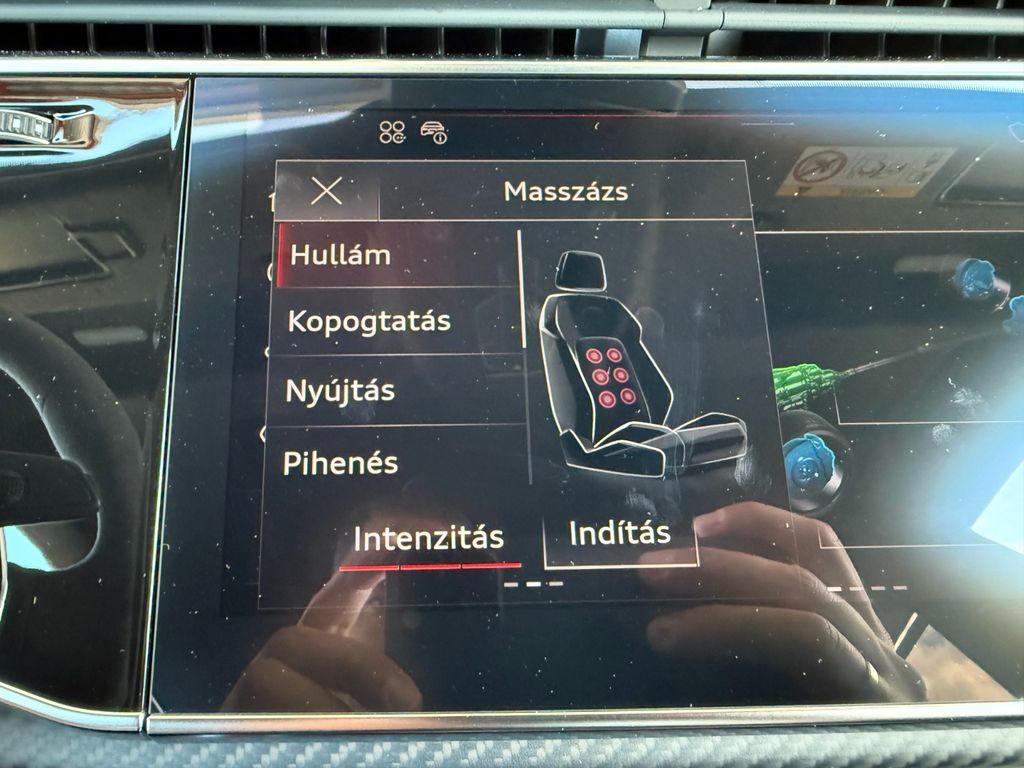 Masszázs
Hullám
Kopogtatás
Nyújtás
Pihenés
Intenzitás
Indítás